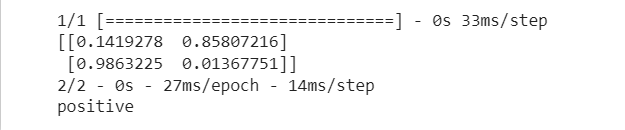 1/1 [==============================] - 0s 33ms/step
[[0.1419278  0.85807216]
 [0.9863225  0.01367751]]
2/2 - 0s - 27ms/epoch - 14ms/step
positive